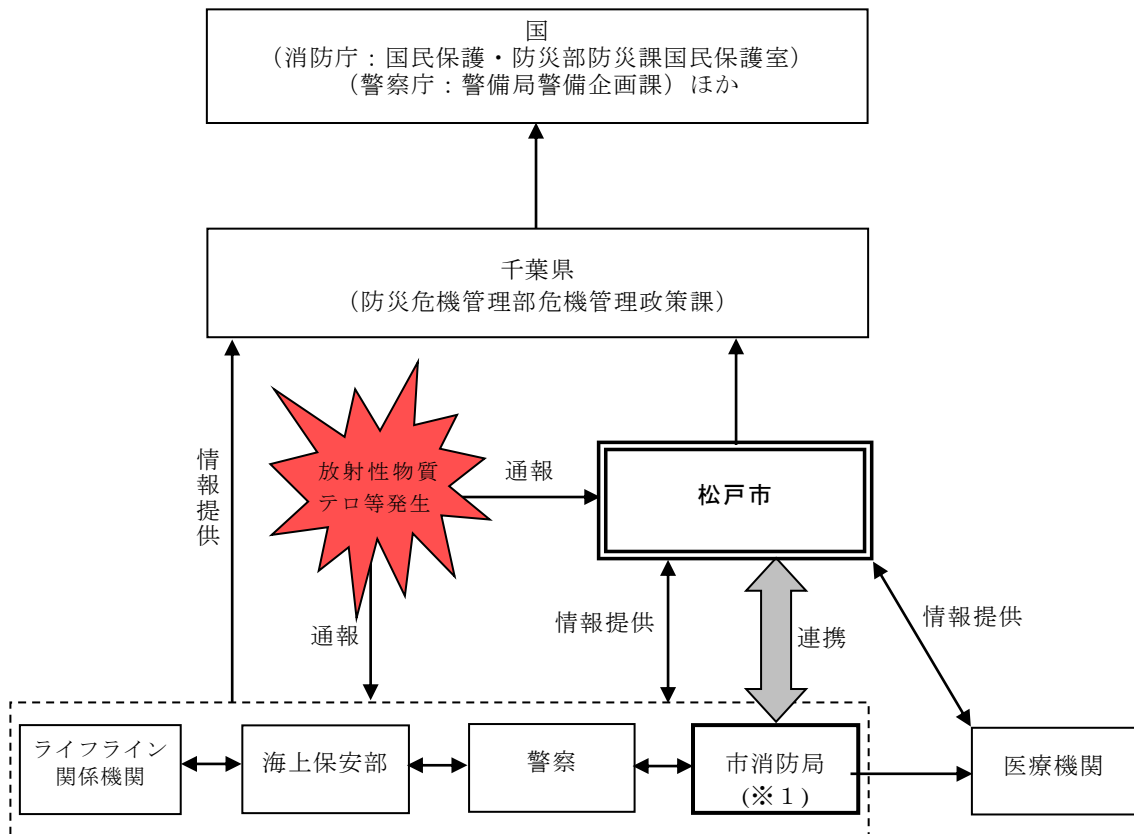 国
（消防庁：国民保護・防災部防災課国民保護室）
（警察庁：警備局警備企画課）ほか
千葉県
（防災危機管理部危機管理政策課）
情報提供
放射性物質
テロ等発生
通報
松戸市
通報
情報提供
連携
情報提供
ライフライン
関係機関
海上保安部
警察
市消防局
(※１)
医療機関